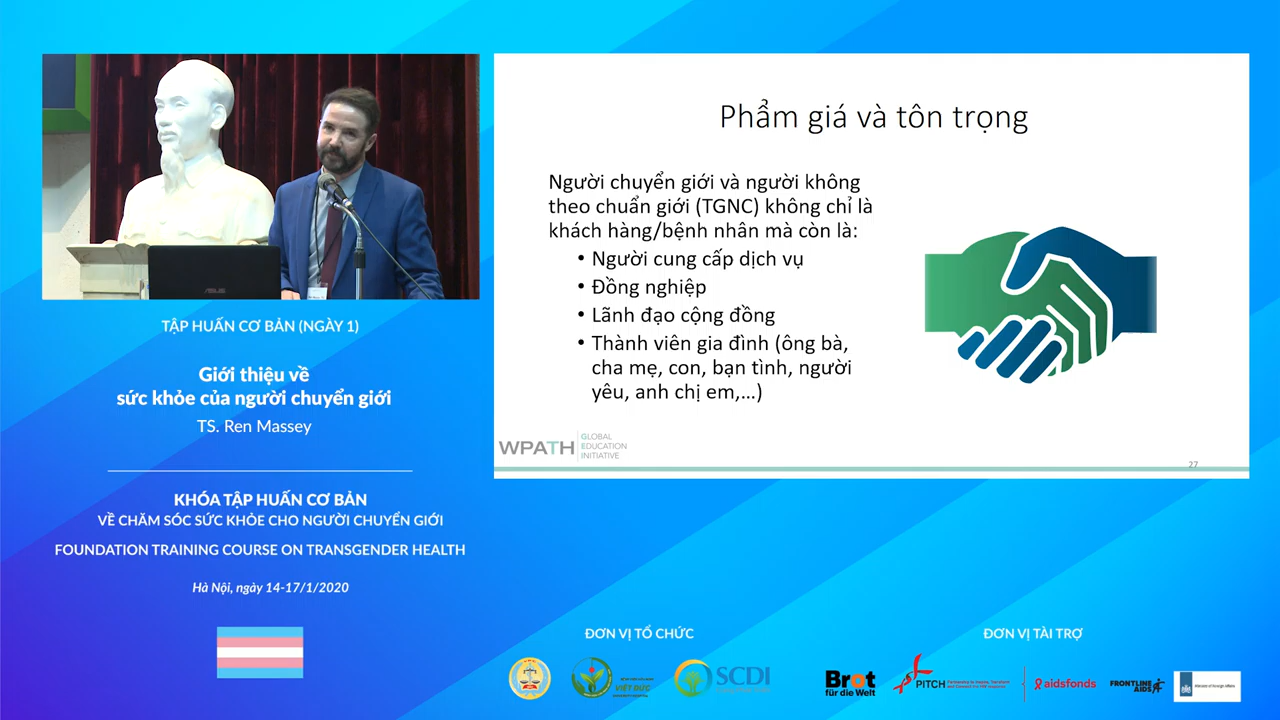 ASUS
TẬP HUẤN CƠ BẢN (NGÀY 1)
Giới thiệu về
sức khỏe của người chuyển giới
TS. Ren Massey
KHÓA TẬP HUẤN CƠ BẢN
VỀ CHĂM SÓC SỨC KHỎE CHO NGƯỜI CHUYỂN GIỚI
FOUNDATION TRAINING COURSE ON TRANSGENDER HEALTH
Hà Nội, ngày 14-17/1/2020
Phẩm giá và tôn trọng
Người chuyển giới và người không
theo chuẩn giới (TGNC) không chỉ là
khách hàng/bệnh nhân mà còn là:
• Người cung cấp dịch vụ
• Đồng nghiệp
• Lãnh đạo cộng đồng
• Thành viên gia đình (ông bà,
cha mẹ, con, bạn tình, người
yêu, anh chị em,...)
WPATH
GLOBAL
EDUCATION
INITIATIVE
27
ĐƠN VỊ TỔ CHỨC
VIỆT ĐỨC
SCDI
ĐƠN VỊ TÀI TRỢ
Brot
für die Welt
PITCH
aidsfonds
FRONTLINE
AIDS
Ministry of Foreign Affairs